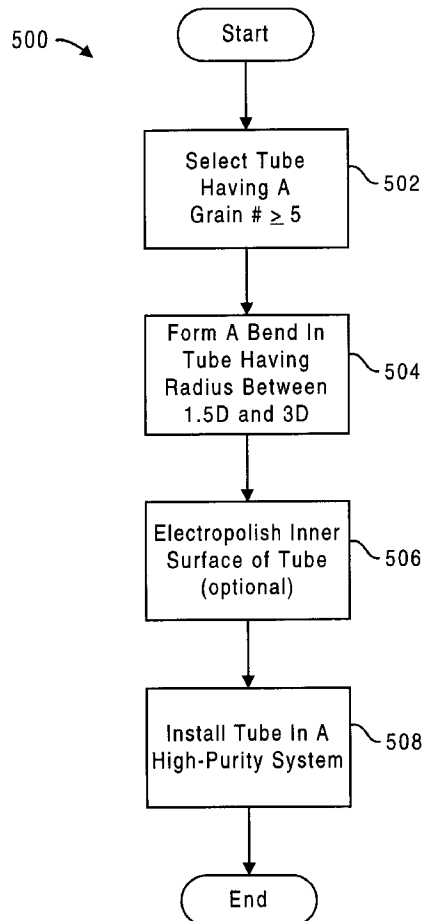 500
Start
Select Tube
Having A
Grain # ≥ 5
502
Form A Bend In
Tube Having
Radius Between
1.5D and 3D
504
Electropolish Inner
Surface of Tube
(optional)
506
Install Tube In A
High-Purity System
508
End